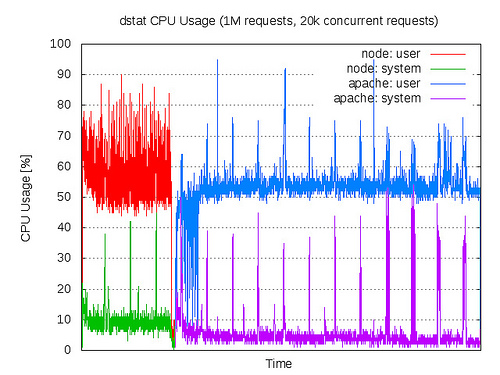 dstat CPU Usage (1M requests, 20k concurrent requests)
100
90
80
70
60
50
40
30
20
10
0
CPU Usage [%]
node: user
node: system
apache: user
apache: system
Time